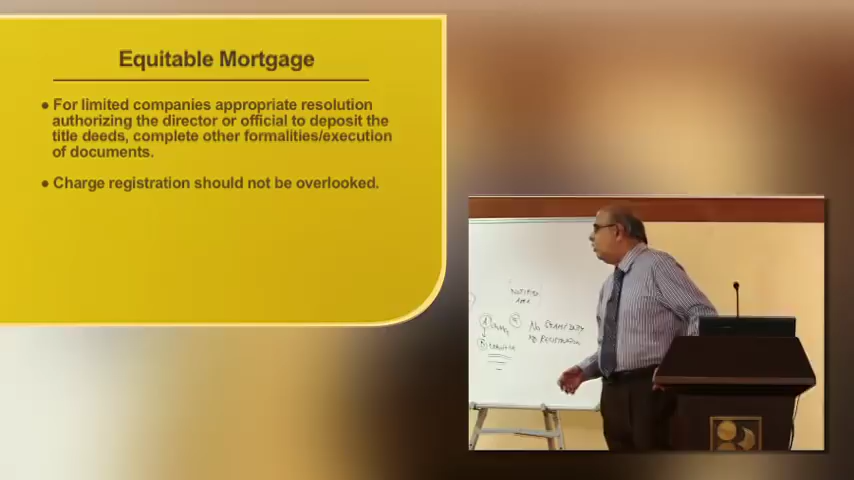 Equitable Mortgage
● For limited companies appropriate resolution
authorizing the director or official to deposit the
title deeds, complete other formalities/execution
of documents.
● Charge registration should not be overlooked.
No